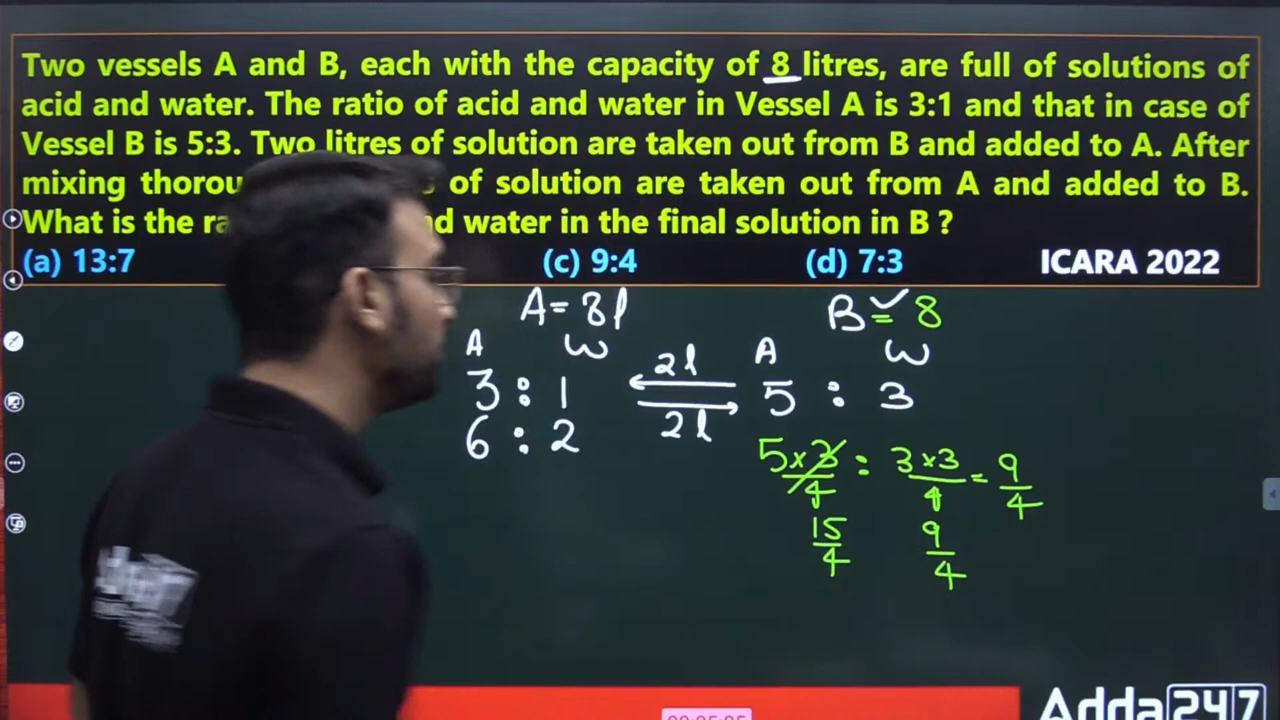 Two vessels A and B, each with the capacity of 8 litres, are full of solutions of
acid and water. The ratio of acid and water in Vessel A is 3:1 and that in case of
Vessel B is 5:3. Two litres of solution are taken out from B and added to A. After
mixing of solution are taken out from A and added to B.
What is the water in the final solution in B ?
(a) 13:7 (c) 9:4 (d) 7:3 ICARA 2022
A = 8l B = 8
A W 2l A W
3 : 1 5 : 3
6 : 2 2l
5×3/4 : 3×3/4 = 9/4
15/4 9/4
Adda 247